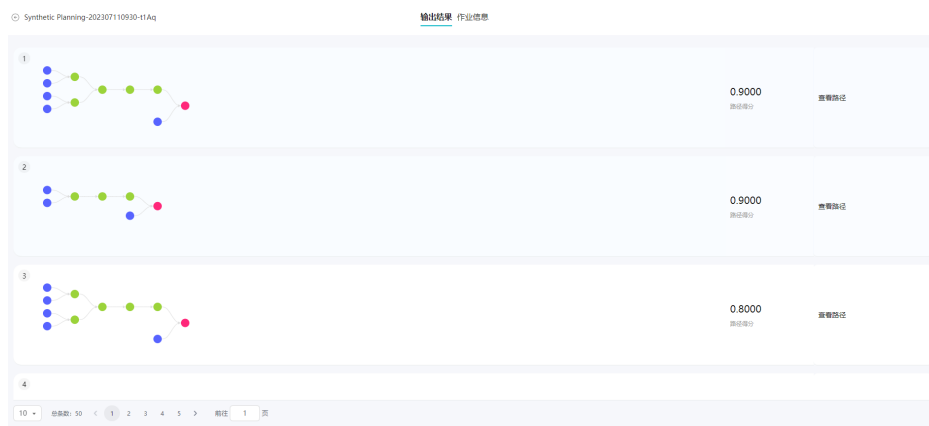 Synthetic Planning-202307110930-t1Aq
输出结果 作业信息
1
0.9000
路径得分
查看路径
2
0.9000
路径得分
查看路径
3
0.8000
路径得分
查看路径
4
10 总条数: 50 < 1 2 3 4 5 > 前往 1 页